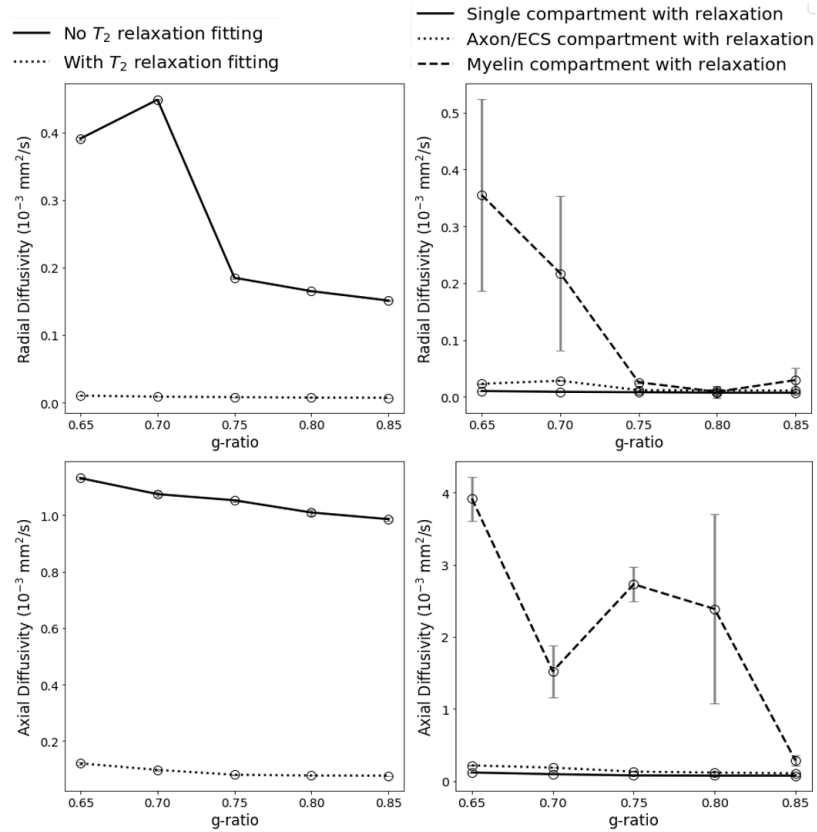 No T₂ relaxation fitting
With T₂ relaxation fitting
Single compartment with relaxation
Axon/ECS compartment with relaxation
Myelin compartment with relaxation
Radial Diffusivity (10⁻³ mm²/s)
0.4
0.3
0.2
0.1
0.0
0.65 0.70 0.75 0.80 0.85
g-ratio
Radial Diffusivity (10⁻³ mm²/s)
0.5
0.4
0.3
0.2
0.1
0.0
0.65 0.70 0.75 0.80 0.85
g-ratio
Axial Diffusivity (10⁻³ mm²/s)
1.0
0.8
0.6
0.4
0.2
0.65 0.70 0.75 0.80 0.85
g-ratio
Axial Diffusivity (10⁻³ mm²/s)
4
3
2
1
0
0.65 0.70 0.75 0.80 0.85
g-ratio